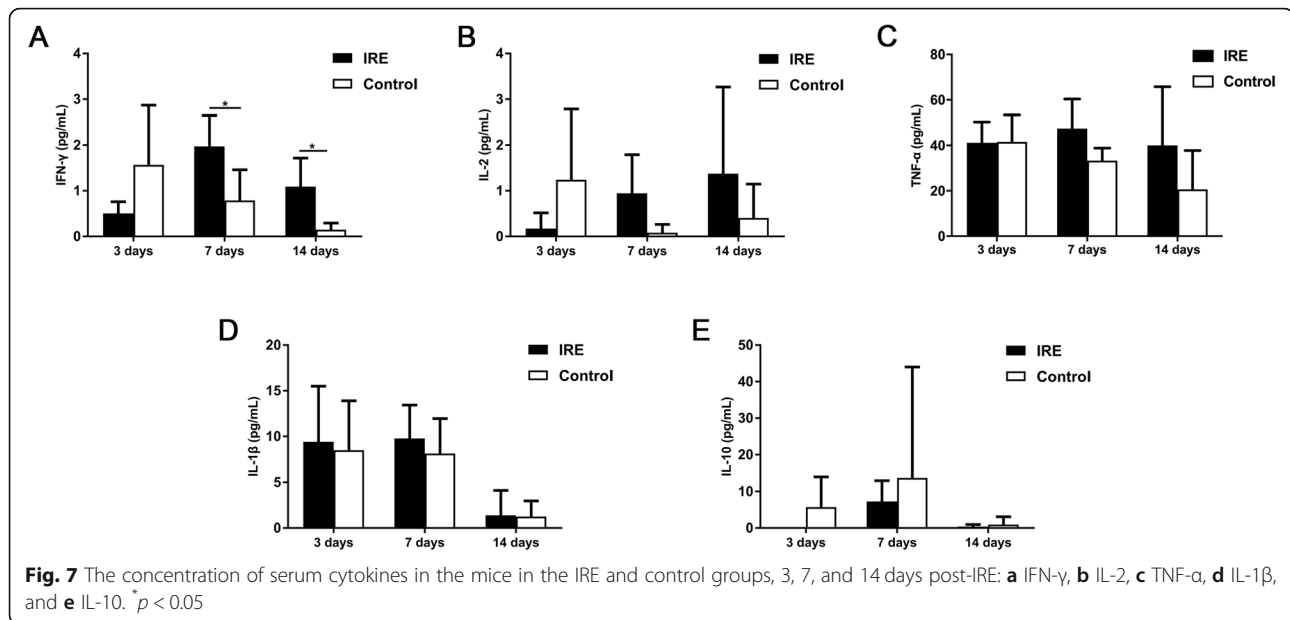 A
IFN-γ (pg/mL)
4
3
2
1
0
3 days
7 days
14 days
*
*
IRE
Control
B
IL-2 (pg/mL)
4
3
2
1
0
3 days
7 days
14 days
IRE
Control
C
TNF-α (pg/mL)
80
60
40
20
0
3 days
7 days
14 days
IRE
Control
D
IL-1β (pg/mL)
20
15
10
5
0
3 days
7 days
14 days
IRE
Control
E
IL-10 (pg/mL)
50
40
30
20
10
0
3 days
7 days
14 days
IRE
Control
Fig. 7 The concentration of serum cytokines in the mice in the IRE and control groups, 3, 7, and 14 days post-IRE: a IFN-γ, b IL-2, c TNF-α, d IL-1β,
and e IL-10. *p < 0.05